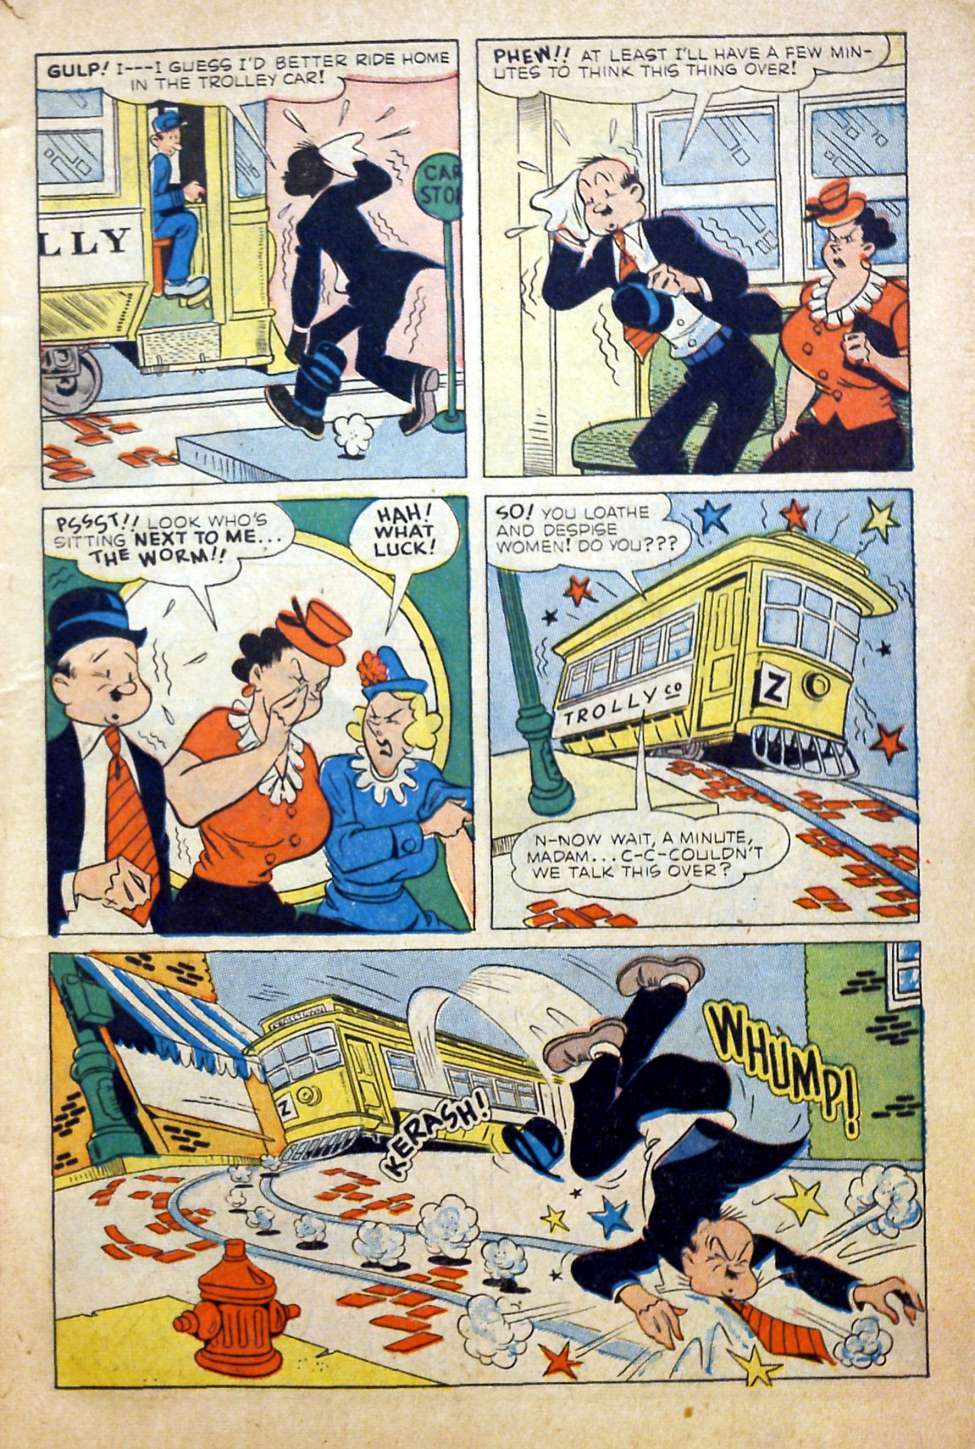 GULP! I---I GUESS I'D BETTER RIDE HOME
IN THE TROLLEY CAR!
LLY
CAR
STOP
PHEW!! AT LEAST I'LL HAVE A FEW MIN-
UTES TO THINK THIS THING OVER!
PSSST!! LOOK WHO'S
SITTING NEXT TO ME...
THE WORM!!
HAH!
WHAT
LUCK!
SO! YOU LOATHE
AND DESPISE
WOMEN! DO YOU???
TROLLY CO
Z
N-NOW WAIT, A MINUTE,
MADAM... C-C-COULDN'T
WE TALK THIS OVER?
Z
KERASH!
WHUMP!